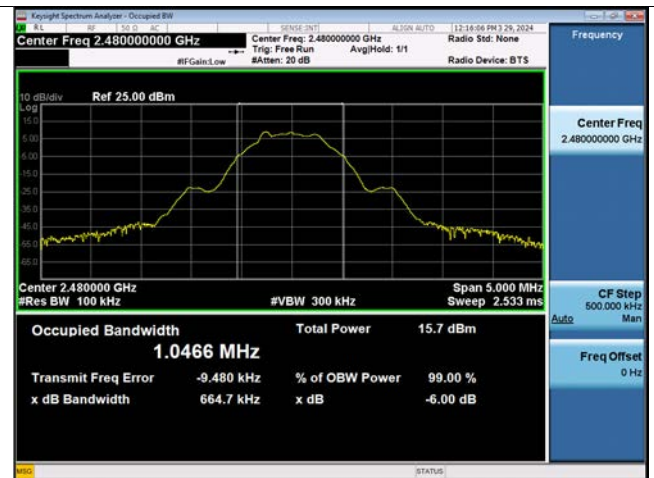 Keysight Spectrum Analyzer - Occupied BW
RL RF 50 Ω AC SENSE:INT ALIGN AUTO 12:16:06 PM 3 29, 2024
Center Freq 2.480000000 GHz Center Freq: 2.480000000 GHz Radio Std: None Frequency
Trig: Free Run Avg|Hold: 1/1
#IFGain:Low #Atten: 20 dB Radio Device: BTS
10 dB/div Ref 25.00 dBm
Log
15.0
5.00
-5.00
-15.0
-25.0
-35.0
-45.0
-55.0
-65.0
Center Freq
2.480000000 GHz
Center 2.480000 GHz Span 5.000 MHz
#Res BW 100 kHz #VBW 300 kHz Sweep 2.533 ms
CF Step
500.000 kHz
Auto Man
Occupied Bandwidth Total Power 15.7 dBm
1.0466 MHz
Freq Offset
0 Hz
Transmit Freq Error -9.480 kHz % of OBW Power 99.00 %
x dB Bandwidth 664.7 kHz x dB -6.00 dB
MSG STATUS